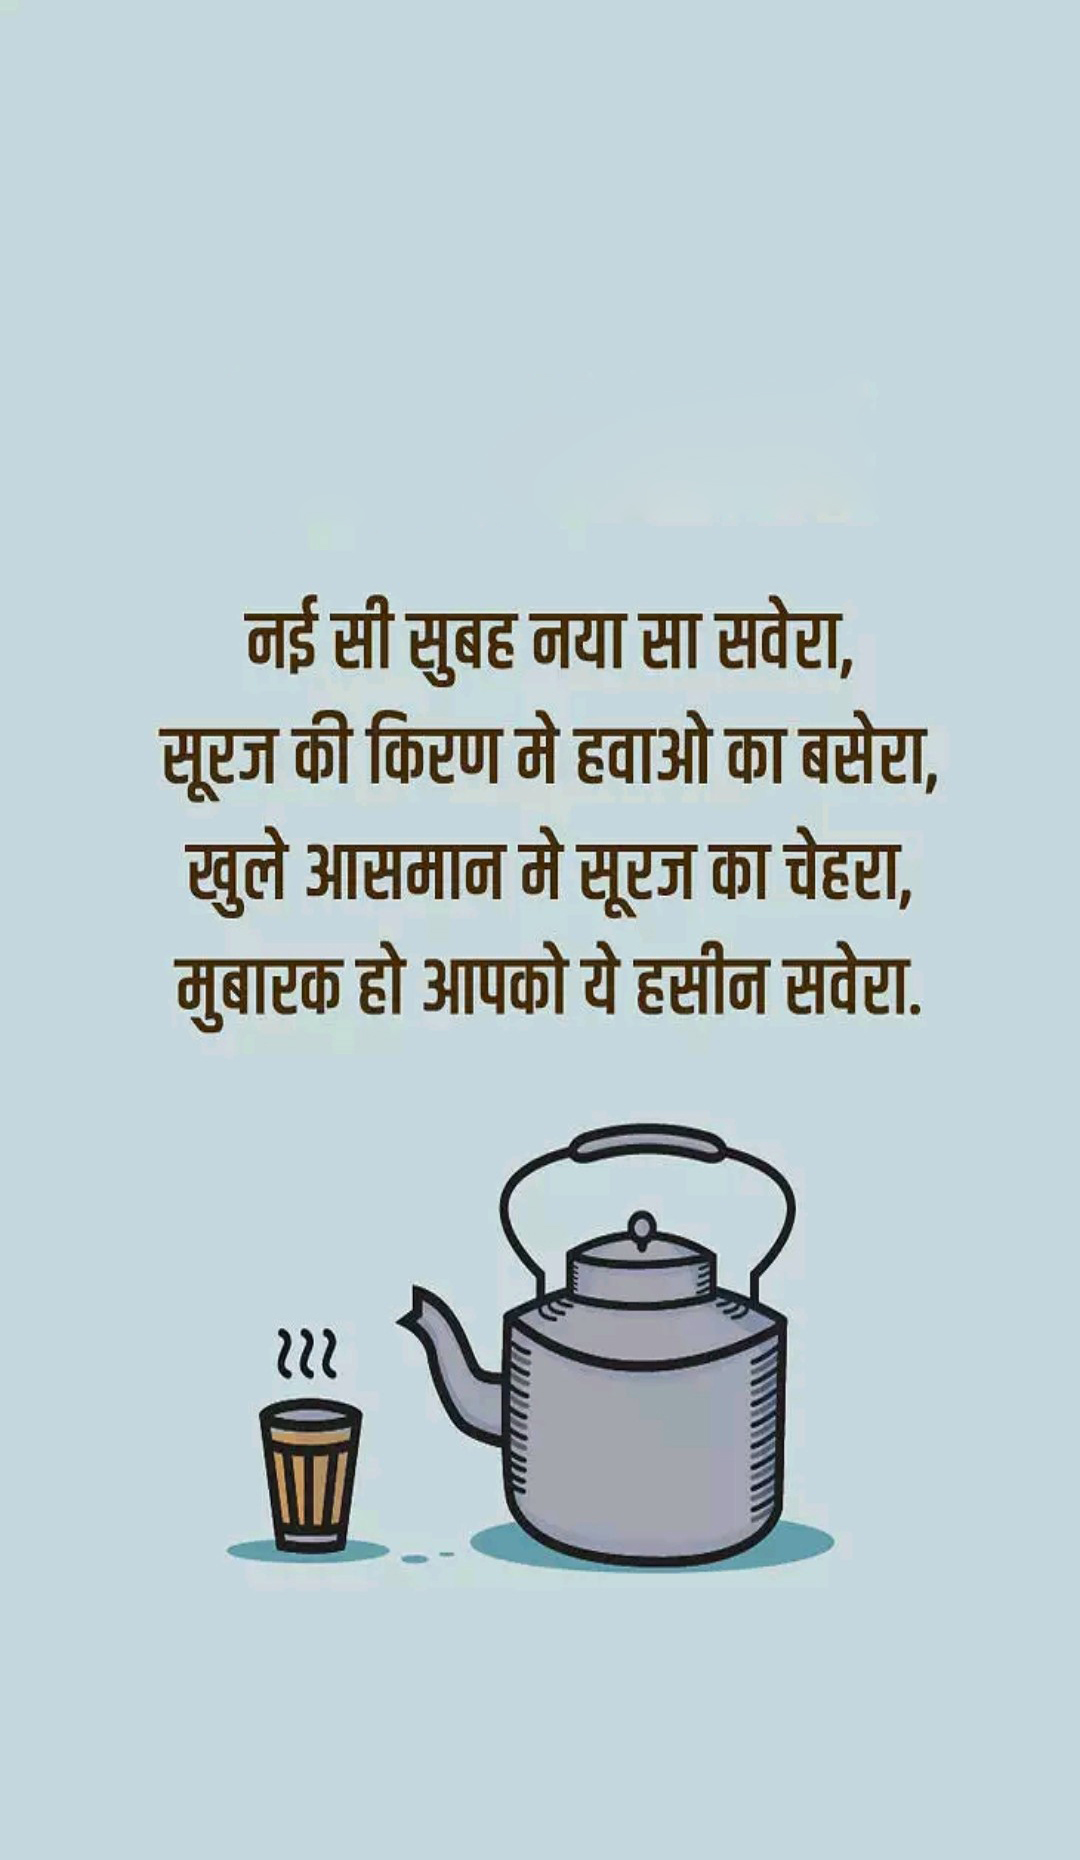 नई सी सुबह नया सा सवेरा,
सूरज की किरण मे हवाओ का बसेरा,
खुले आसमान मे सूरज का चेहरा,
मुबारक हो आपको ये हसीन सवेरा.